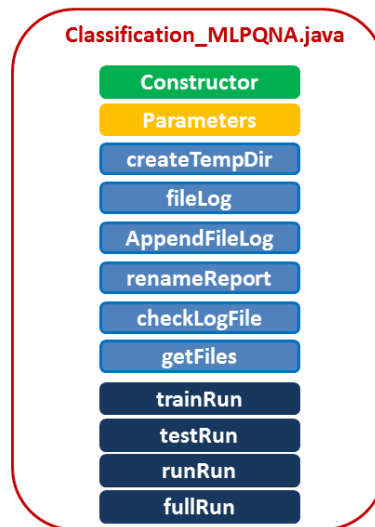 Classification_MLPQNA.java
Constructor
Parameters
createTempDir
fileLog
AppendFileLog
renameReport
checkLogFile
getFiles
trainRun
testRun
runRun
fullRun